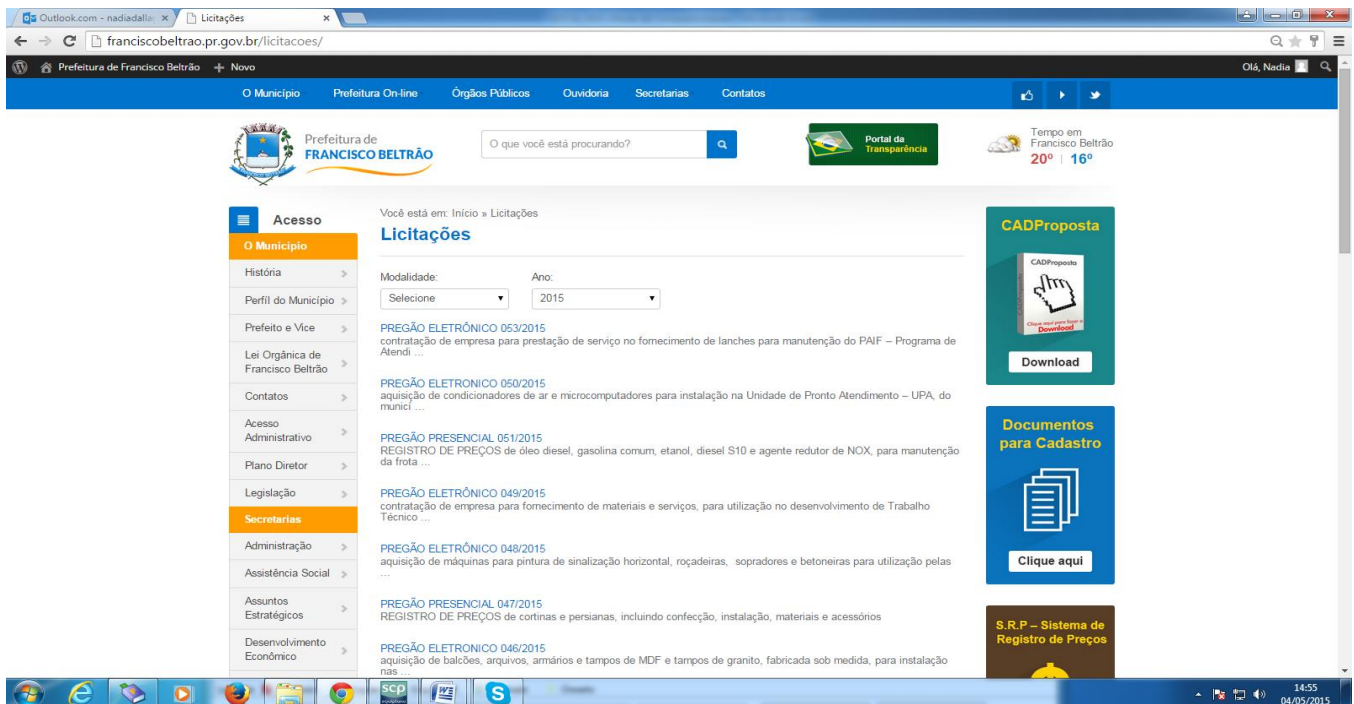 Outlook.com - nadiadalla
Licitações
franciscobeltrao.pr.gov.br/licitacoes/
Prefeitura de Francisco Beltrão + Novo
Olá, Nadia
O Município Prefeitura On-line Órgãos Públicos Ouvidoria Secretarias Contatos
Prefeitura de
FRANCISCO BELTRÃO
O que você está procurando?
Portal da
Transparência
Tempo em
Francisco Beltrão
20º | 16º
Acesso
O Município
História
Perfil do Município
Prefeito e Vice
Lei Orgânica de
Francisco Beltrão
Contatos
Acesso
Administrativo
Plano Diretor
Legislação
Secretarias
Administração
Assistência Social
Assuntos
Estratégicos
Desenvolvimento
Econômico
Você está em: Início » Licitações
Licitações
Modalidade: Ano:
Selecione 2015
PREGÃO ELETRÔNICO 053/2015
contratação de empresa para prestação de serviço no fornecimento de lanches para manutenção do PAIF – Programa de
Atendi ...
PREGÃO ELETRONICO 050/2015
aquisição de condicionadores de ar e microcomputadores para instalação na Unidade de Pronto Atendimento – UPA, do
municí ...
PREGÃO PRESENCIAL 051/2015
REGISTRO DE PREÇOS de óleo diesel, gasolina comum, etanol, diesel S10 e agente redutor de NOX, para manutenção
da frota ...
PREGÃO ELETRÔNICO 049/2015
contratação de empresa para fornecimento de materiais e serviços, para utilização no desenvolvimento de Trabalho
Técnico ...
PREGÃO ELETRÔNICO 048/2015
aquisição de máquinas para pintura de sinalização horizontal, roçadeiras, sopradores e betoneiras para utilização pelas
...
PREGÃO PRESENCIAL 047/2015
REGISTRO DE PREÇOS de cortinas e persianas, incluindo confecção, instalação, materiais e acessórios
PREGÃO ELETRONICO 046/2015
aquisição de balcões, arquivos, armários e tampos de MDF e tampos de granito, fabricada sob medida, para instalação
nas ...
CADProposta
CADProposta
Clique aqui para fazer o
Download
Download
Documentos
para Cadastro
Clique aqui
S.R.P – Sistema de
Registro de Preços
scp
14:55
04/05/2015